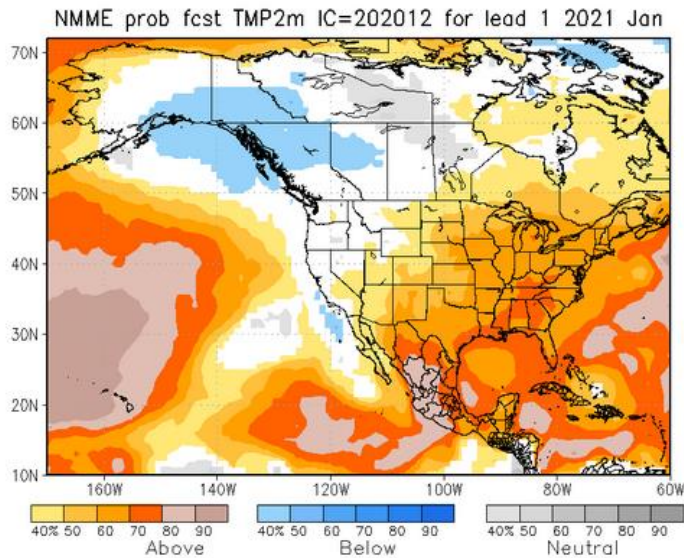 NMME prob fcst TMP2m IC=202012 for lead 1 2021 Jan
70N
60N
50N
40N
30N
20N
10N
160W 140W 120W 100W 80W 60W
40% 50 60 70 80 90 40% 50 60 70 80 90 40% 50 60 70 80 90
Above Below Neutral